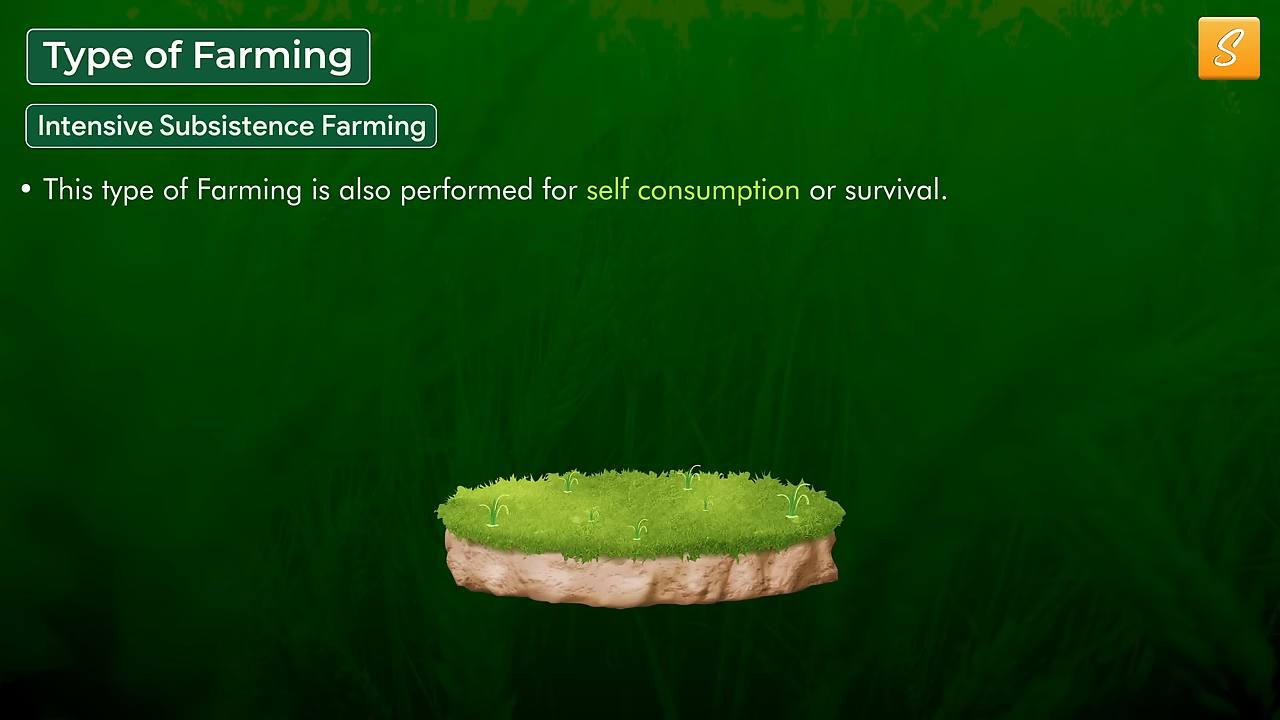 Type of Farming
S
Intensive Subsistence Farming
• This type of Farming is also performed for self consumption or survival.